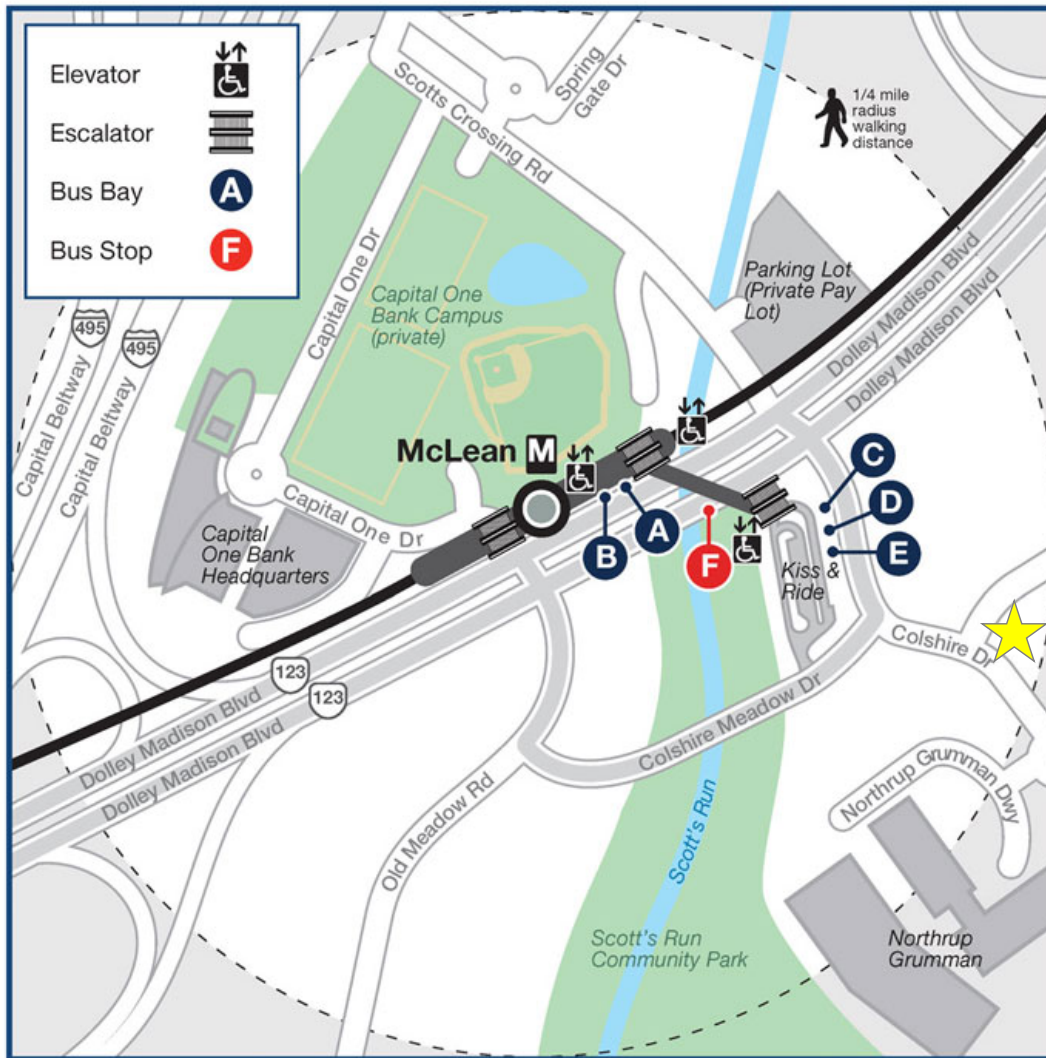 Elevator
Escalator
Bus Bay
A
Bus Stop
F
Scotts Crossing Rd
Spring
Gate Dr
1/4 mile
radius
walking
distance
Capital One Dr
Capital One
Bank Campus
(private)
Parking Lot
(Private Pay
Lot)
Dolley Madison Blvd
Dolley Madison Blvd
495
495
Capital Beltway
Capital Beltway
McLean M
Capital One Dr
Capital
One Bank
Headquarters
B
A
F
C
D
E
Kiss &
Ride
Colshire Dr
123
123
Dolley Madison Blvd
Dolley Madison Blvd
Colshire Meadow Dr
Old Meadow Rd
Scott's Run
Northrup Grumman Dwy
Scott's Run
Community Park
Northrup
Grumman